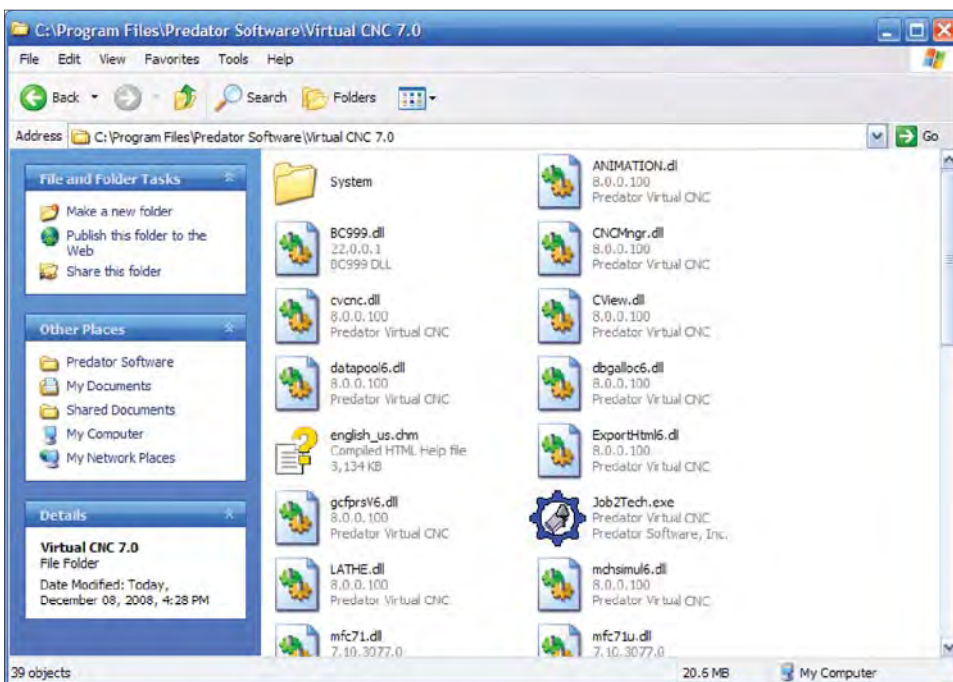 C:\Program Files\Predator Software\Virtual CNC 7.0
File Edit View Favorites Tools Help
Back Search Folders
Address C:\Program Files\Predator Software\Virtual CNC 7.0 Go
File and Folder Tasks
Make a new folder
Publish this folder to the
Web
Share this folder
Other Places
Predator Software
My Documents
Shared Documents
My Computer
My Network Places
Details
Virtual CNC 7.0
File Folder
Date Modified: Today,
December 08, 2008, 4:28 PM
System
ANIMATION.dl
8.0.0.100
Predator Virtual CNC
BC999.dll
22.0.0.1
BC999 DLL
CNCMngr.dll
8.0.0.100
Predator Virtual CNC
cvcnc.dll
8.0.0.100
Predator Virtual CNC
CView.dll
8.0.0.100
Predator Virtual CNC
datapool6.dll
8.0.0.100
Predator Virtual CNC
dbgalloc6.dll
8.0.0.100
Predator Virtual CNC
english_us.chm
Compiled HTML Help file
3,134 KB
ExportHtml6.dl
8.0.0.100
Predator Virtual CNC
gcfprsV6.dll
8.0.0.100
Predator Virtual CNC
Job2Tech.exe
Predator Virtual CNC
Predator Software, Inc.
LATHE.dll
8.0.0.100
Predator Virtual CNC
mchsimul6.dll
8.0.0.100
Predator Virtual CNC
mfc71.dll
7.10.3077.0
mfc71u.dll
7.10.3077.0
39 objects 20.6 MB My Computer